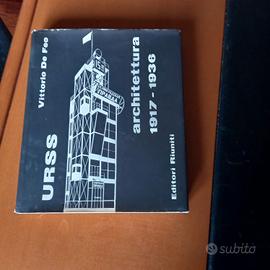 Vittorio De Feo
URSS
architettura
1917-1936
Editori Riuniti
subito